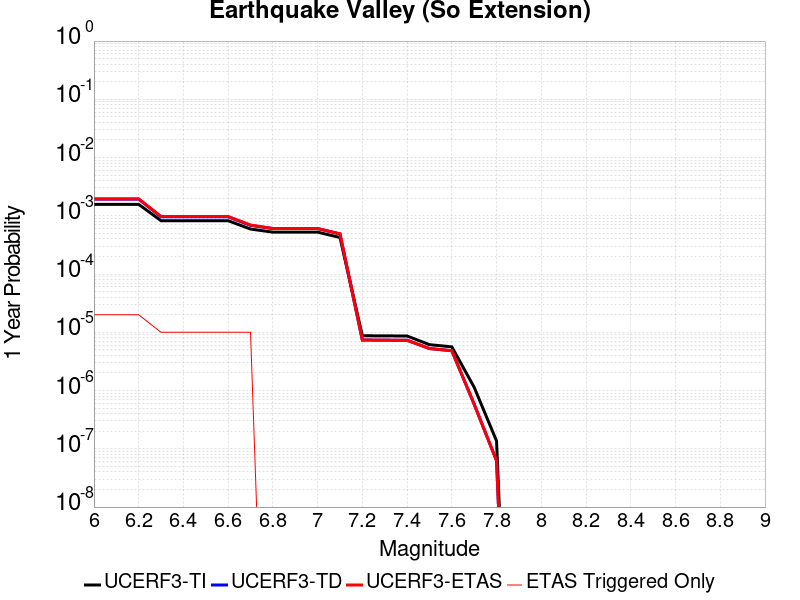 Earthquake Valley (So Extension)
10^0
10^-1
10^-2
10^-3
10^-4
10^-5
10^-6
10^-7
10^-8
1 Year Probability
6 6.2 6.4 6.6 6.8 7 7.2 7.4 7.6 7.8 8 8.2 8.4 8.6 8.8 9
Magnitude
UCERF3-TI UCERF3-TD UCERF3-ETAS ETAS Triggered Only